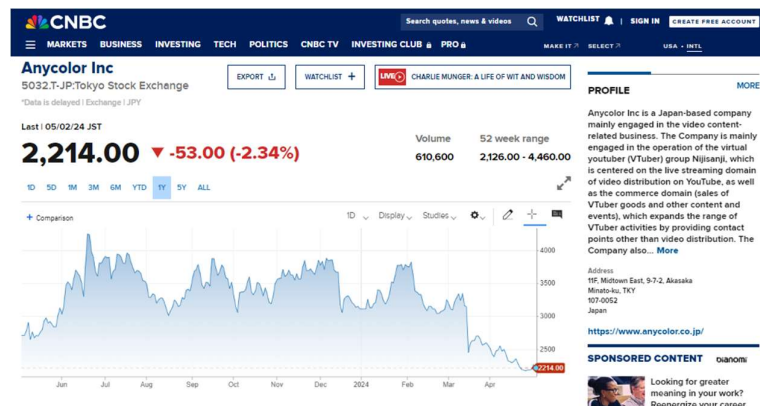 CNBC
Search quotes, news & videos
WATCHLIST
SIGN IN
CREATE FREE ACCOUNT
MARKETS BUSINESS INVESTING TECH POLITICS CNBC TV INVESTING CLUB PRO
MAKE IT SELECT
USA • INTL
Anycolor Inc
5032.T-JP:Tokyo Stock Exchange
*Data is delayed | Exchange | JPY
EXPORT
WATCHLIST +
LIVE CHARLIE MUNGER: A LIFE OF WIT AND WISDOM
Last | 05/02/24 JST
2,214.00 ▼ -53.00 (-2.34%)
Volume
610,600
52 week range
2,126.00 - 4,460.00
1D 5D 1M 3M 6M YTD 1Y 5Y ALL
+ Comparison
1D Display Studies
4000
3500
3000
2500
2214.00
Jun Jul Aug Sep Oct Nov Dec 2024 Feb Mar Apr
PROFILE
MORE
Anycolor Inc is a Japan-based company
mainly engaged in the video content-
related business. The Company is mainly
engaged in the operation of the virtual
youtuber (VTuber) group Nijisanji, which
is centered on the live streaming domain
of video distribution on YouTube, as well
as the commerce domain (sales of
VTuber goods and other content and
events), which expands the range of
VTuber activities by providing contact
points other than video distribution. The
Company also... More
Address
11F, Midtown East, 9-7-2, Akasaka
Minato-ku, TKY
107-0052
Japan
https://www.anycolor.co.jp/
SPONSORED CONTENT
DIANOMI
Looking for greater
meaning in your work?
Reenergize your career